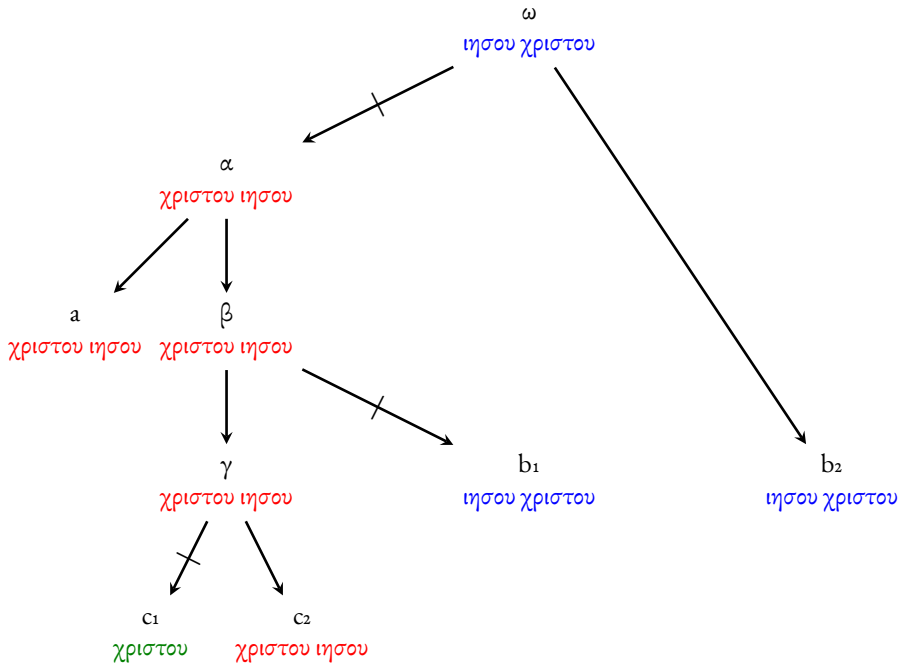 ω
ιησου χριστου
α
χριστου ιησου
a
χριστου ιησου
β
χριστου ιησου
γ
χριστου ιησου
b1
ιησου χριστου
b2
ιησου χριστου
c1
χριστου
c2
χριστου ιησου